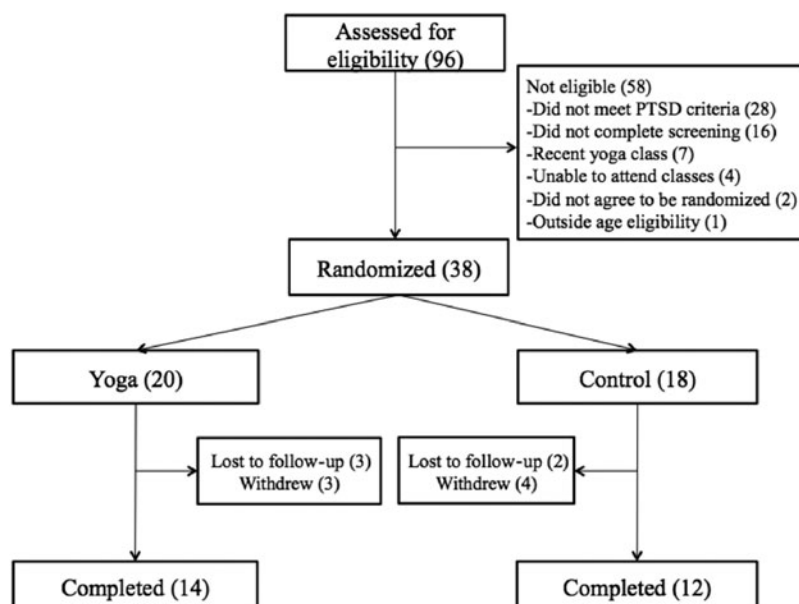 Assessed for
eligibility (96)
Not eligible (58)
-Did not meet PTSD criteria (28)
-Did not complete screening (16)
-Recent yoga class (7)
-Unable to attend classes (4)
-Did not agree to be randomized (2)
-Outside age eligibility (1)
Randomized (38)
Yoga (20)
Control (18)
Lost to follow-up (3)
Withdrew (3)
Lost to follow-up (2)
Withdrew (4)
Completed (14)
Completed (12)